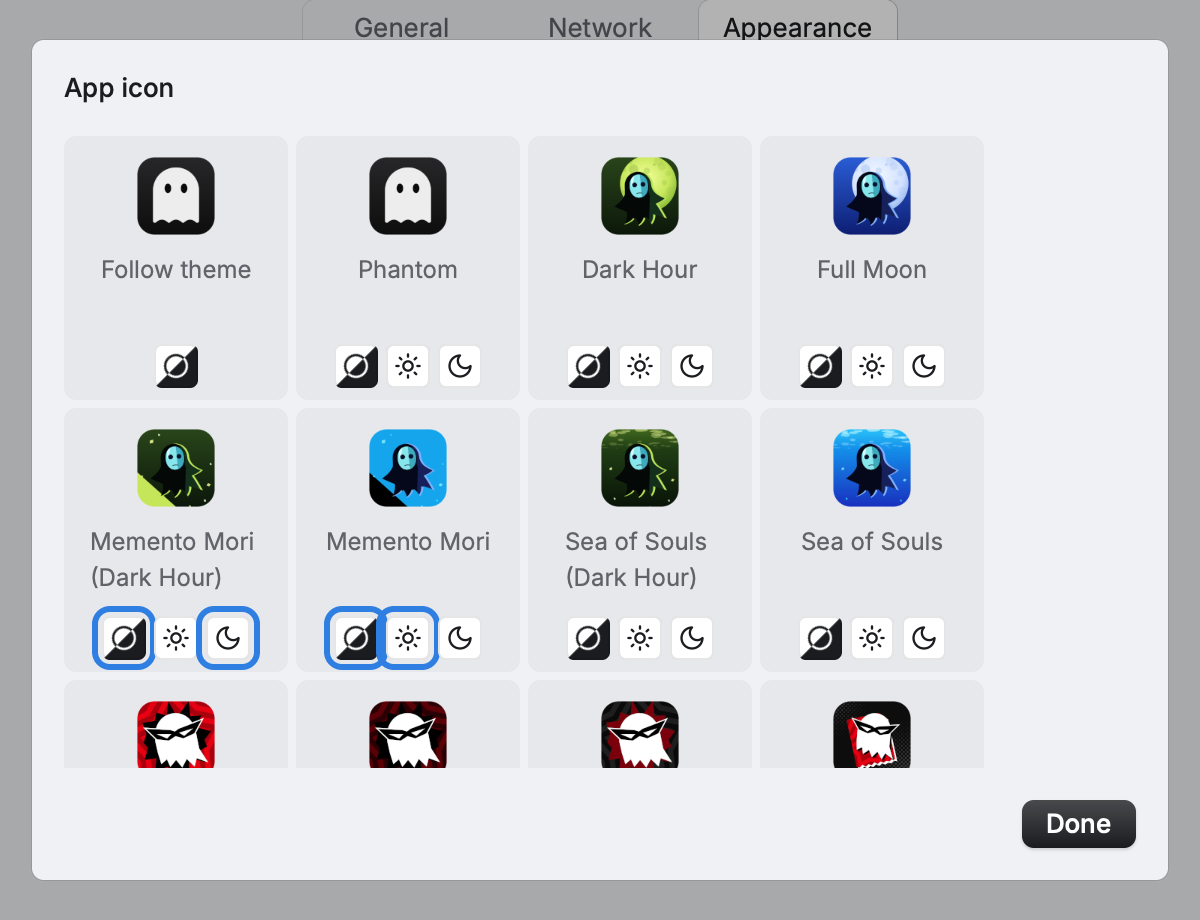 General Network Appearance
App icon
Follow theme Phantom Dark Hour Full Moon
Memento Mori Memento Mori Sea of Souls Sea of Souls
(Dark Hour) (Dark Hour)
Done